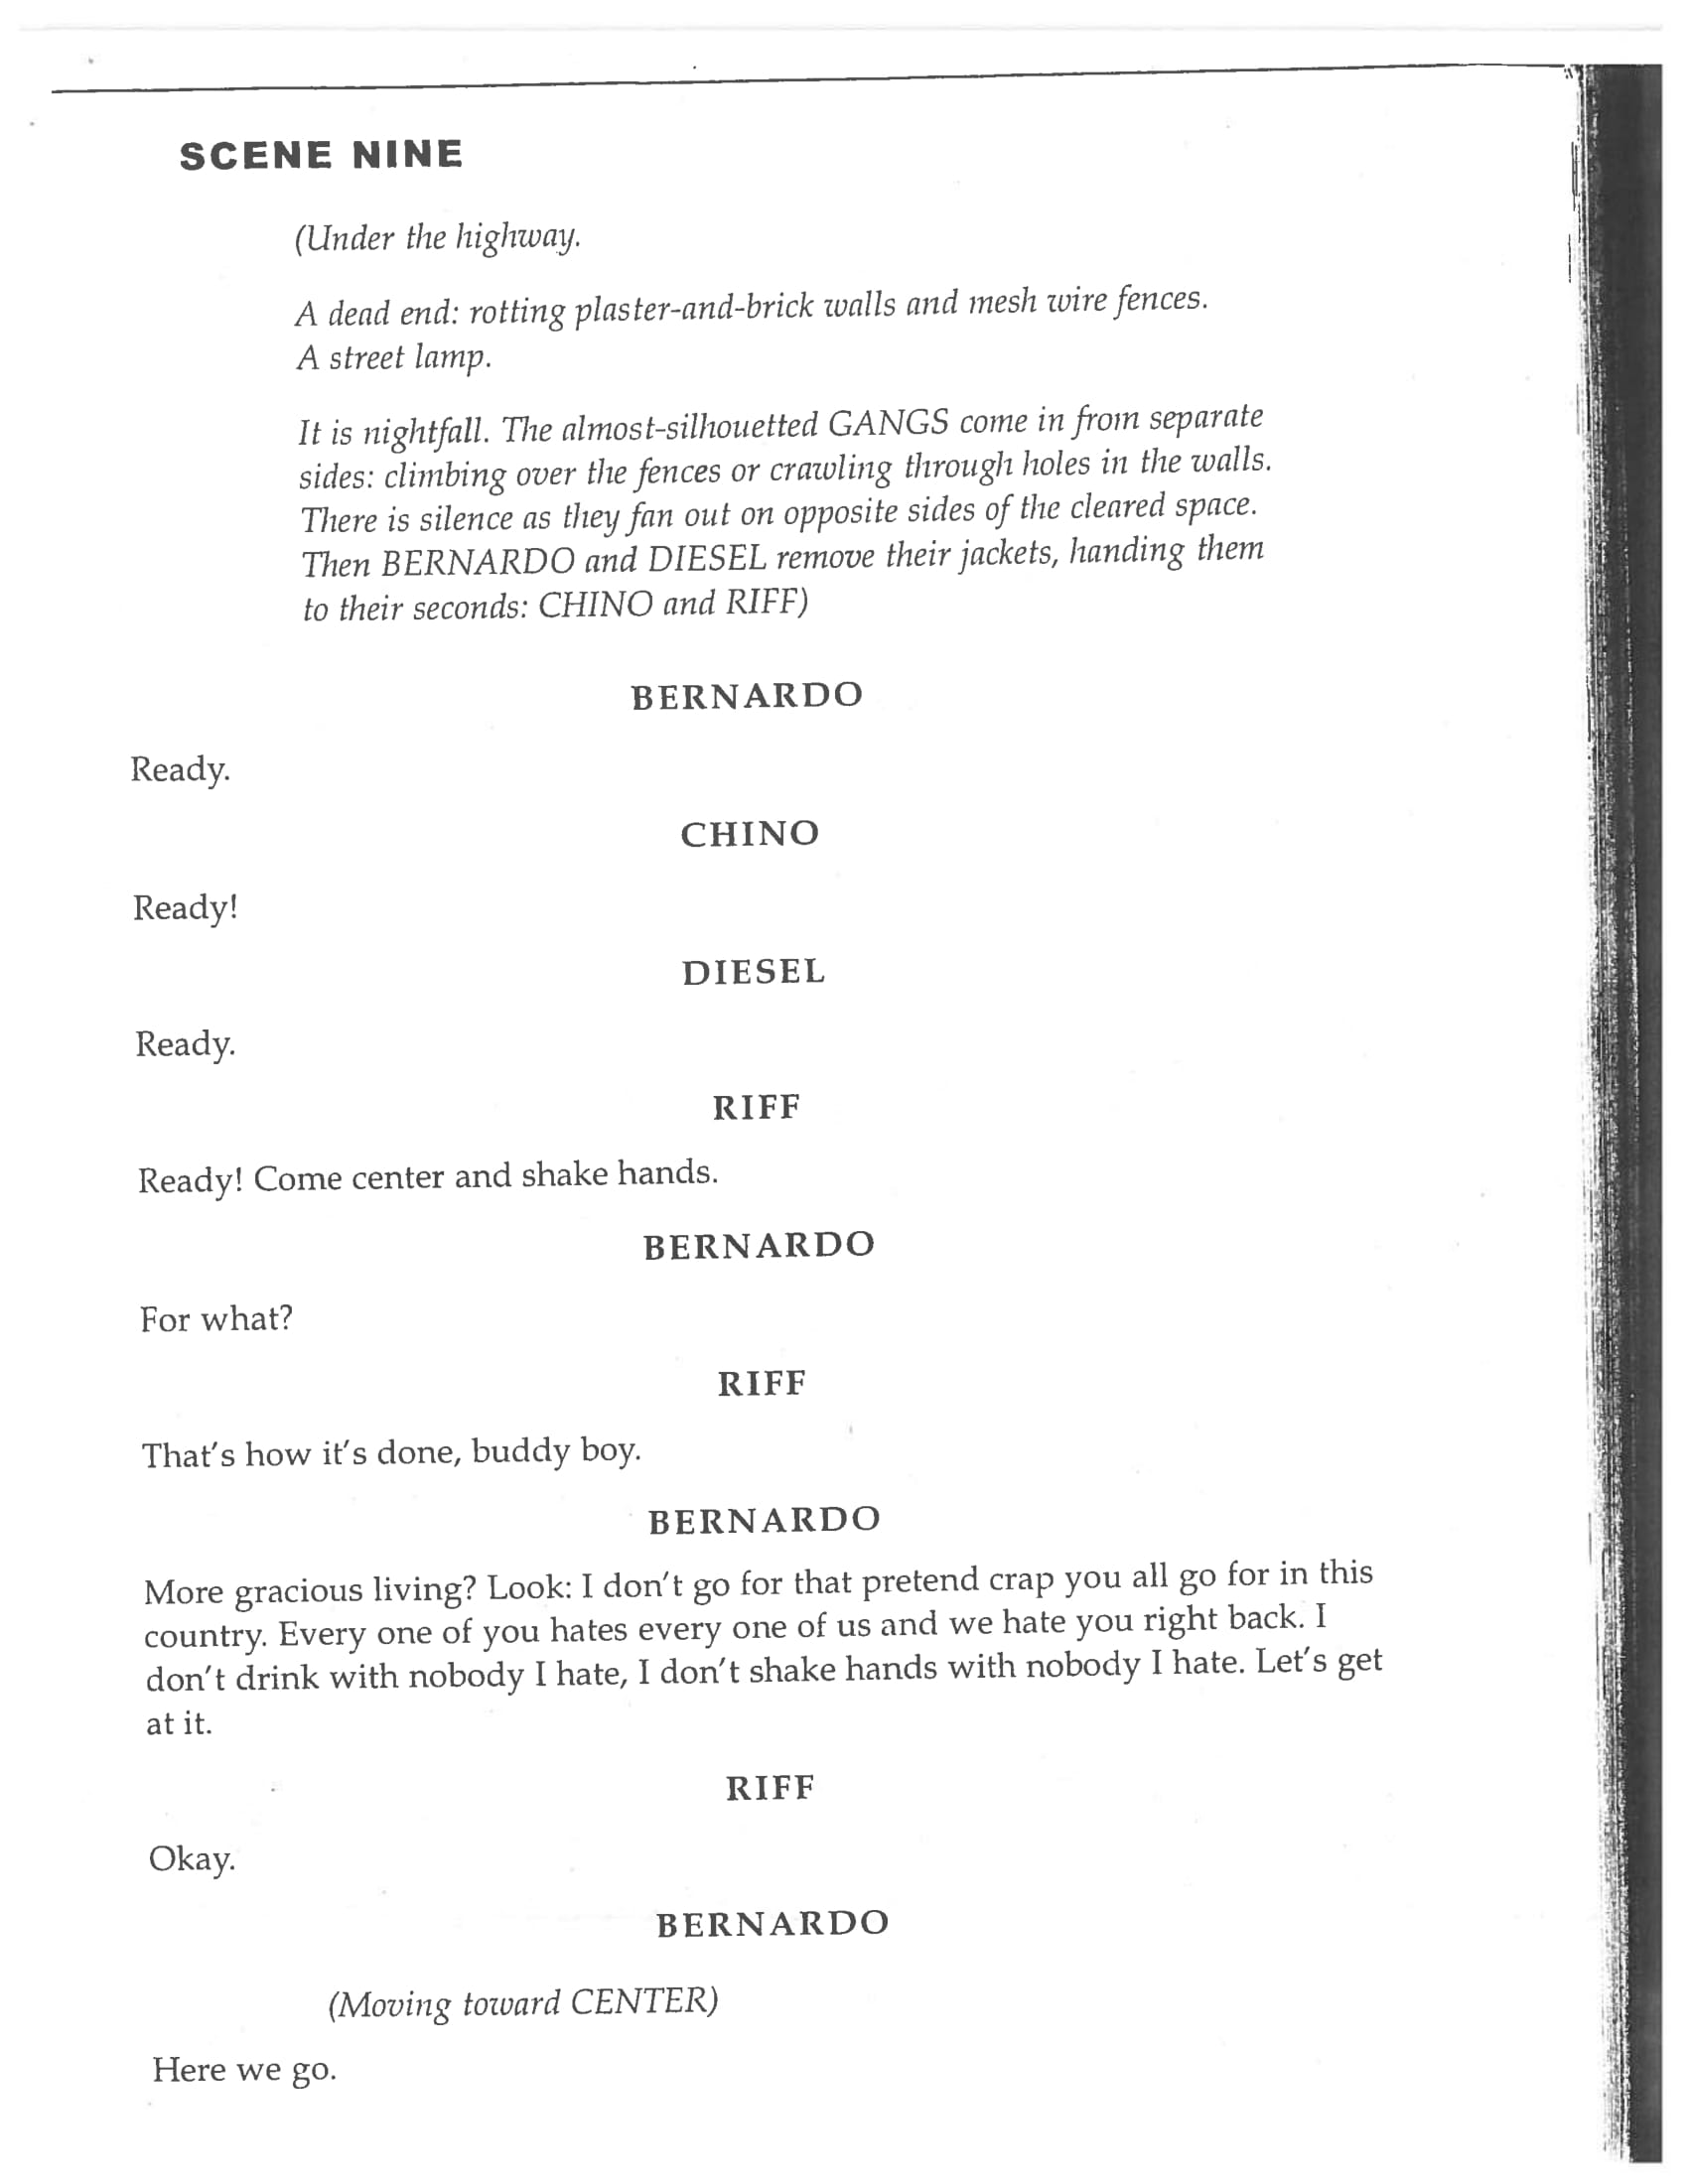 SCENE NINE
(Under the highway.
A dead end: rotting plaster-and-brick walls and mesh wire fences.
A street lamp.
It is nightfall. The almost-silhouetted GANGS come in from separate
sides: climbing over the fences or crawling through holes in the walls.
There is silence as they fan out on opposite sides of the cleared space.
Then BERNARDO and DIESEL remove their jackets, handing them
to their seconds: CHINO and RIFF)
BERNARDO
Ready.
CHINO
Ready!
DIESEL
Ready.
RIFF
Ready! Come center and shake hands.
BERNARDO
For what?
RIFF
That's how it's done, buddy boy.
BERNARDO
More gracious living? Look: I don't go for that pretend crap you all go for in this
country. Every one of you hates every one of us and we hate you right back. I
don't drink with nobody I hate, I don't shake hands with nobody I hate. Let's get
at it.
RIFF
Okay.
BERNARDO
(Moving toward CENTER)
Here we go.